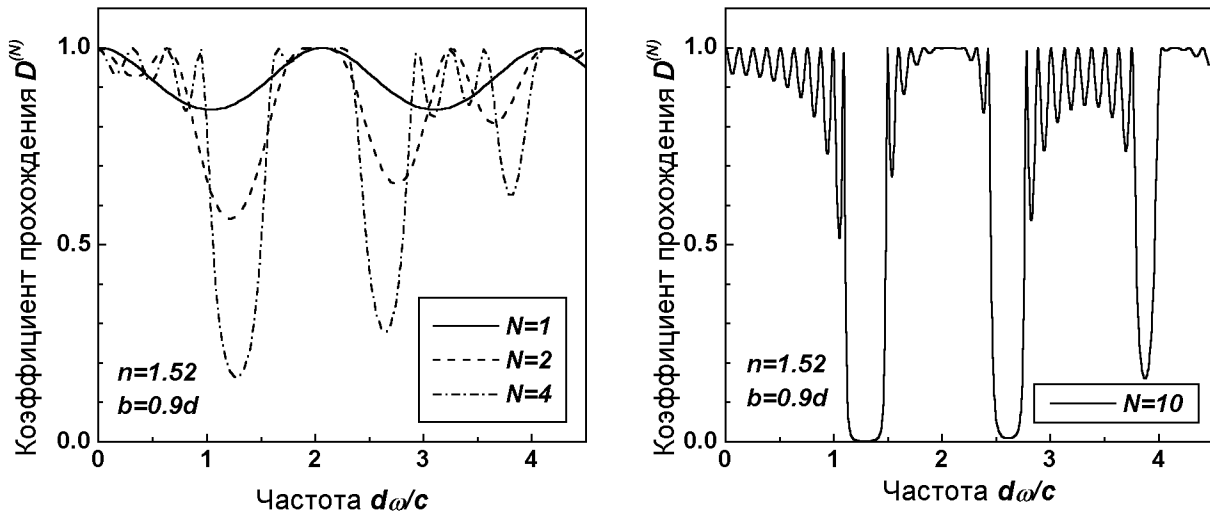 Коэффициент прохождения D(N)
1.0
0.5
0.0
0 1 2 3 4
Частота dω/c
n=1.52
b=0.9d
N=1
N=2
N=4
Коэффициент прохождения D(N)
1.0
0.5
0.0
0 1 2 3 4
Частота dω/c
n=1.52
b=0.9d
N=10